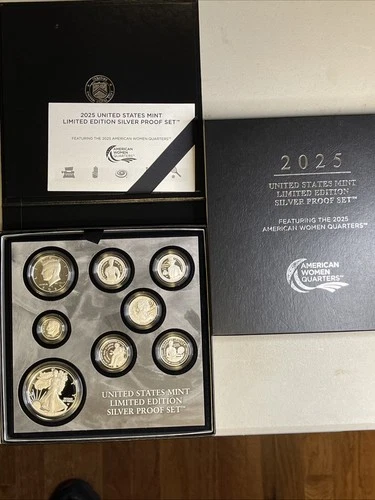 2025 UNITED STATES MINT
LIMITED EDITION SILVER PROOF SET™
FEATURING THE 2025 AMERICAN WOMEN QUARTERS™
AMERICAN
WOMEN
QUARTERS™
2025
UNITED STATES MINT
LIMITED EDITION
SILVER PROOF SET™
FEATURING THE 2025
AMERICAN WOMEN QUARTERS™
AMERICAN
WOMEN
QUARTERS™
UNITED STATES MINT
LIMITED EDITION
SILVER PROOF SET™